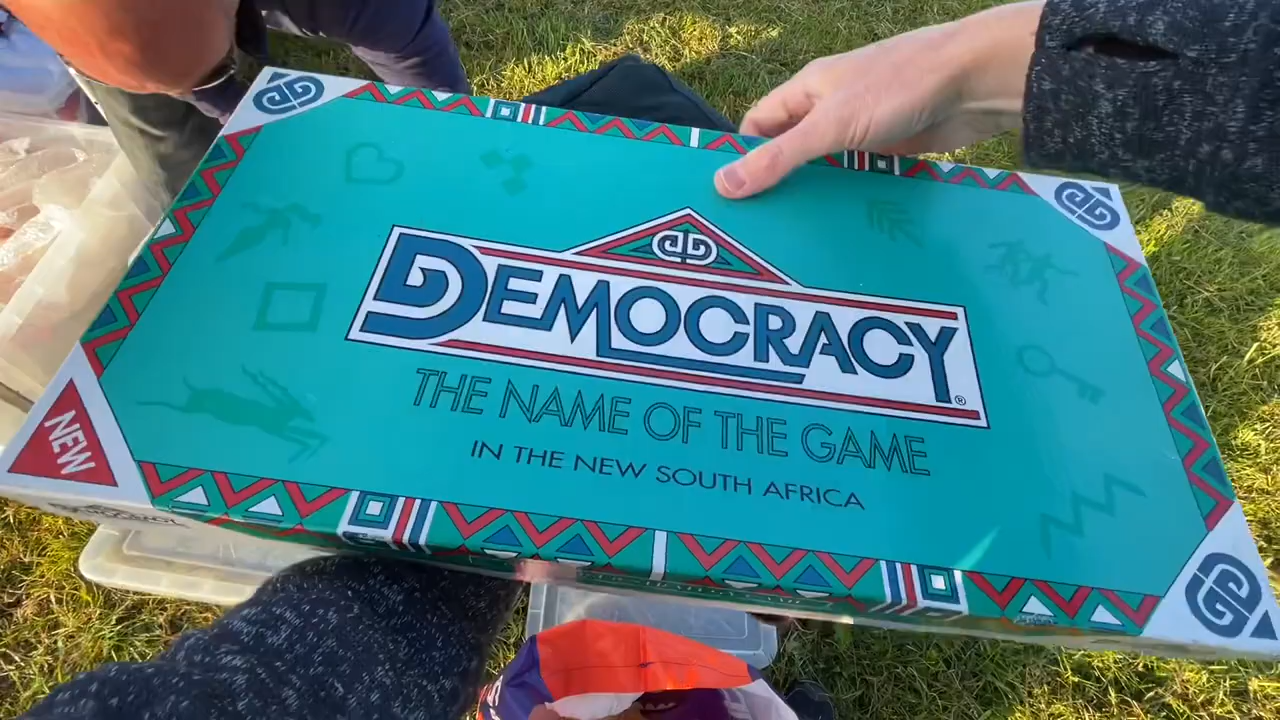 DEMOCRACY®
THE NAME OF THE GAME
IN THE NEW SOUTH AFRICA
NEW